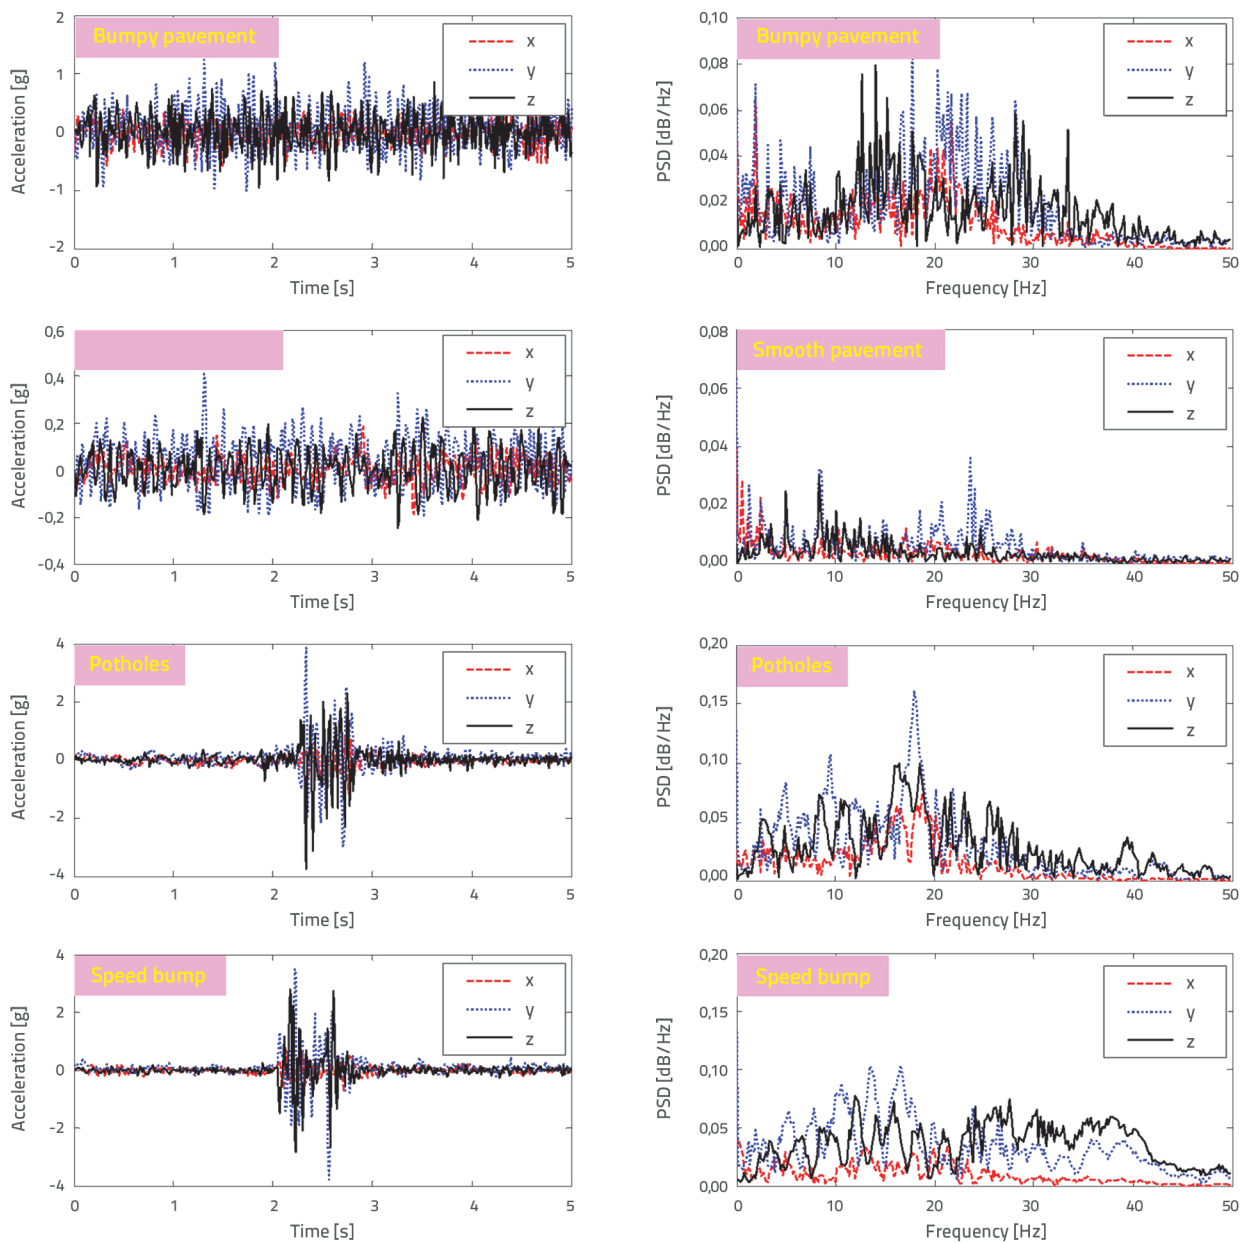 Bumpy pavement
x
y
z
2
1
0
-1
-2
Acceleration [g]
0 1 2 3 4 5
Time [s]
Bumpy pavement
x
y
z
0,10
0,08
0,06
0,04
0,02
0,00
PSD [dB/Hz]
0 10 20 30 40 50
Frequency [Hz]
x
y
z
0,6
0,4
0,2
0
-0,2
-0,4
Acceleration [g]
0 1 2 3 4 5
Time [s]
Smooth pavement
x
y
z
0,08
0,06
0,04
0,02
0,00
PSD [dB/Hz]
0 10 20 30 40 50
Frequency [Hz]
Potholes
x
y
z
4
2
0
-2
-4
Acceleration [g]
0 1 2 3 4 5
Time [s]
Potholes
x
y
z
0,20
0,15
0,10
0,05
0,00
PSD [dB/Hz]
0 10 20 30 40 50
Frequency [Hz]
Speed bump
x
y
z
4
2
0
-2
-4
Acceleration [g]
0 1 2 3 4 5
Time [s]
Speed bump
x
y
z
0,20
0,15
0,10
0,05
0,00
PSD [dB/Hz]
0 10 20 30 40 50
Frequency [Hz]